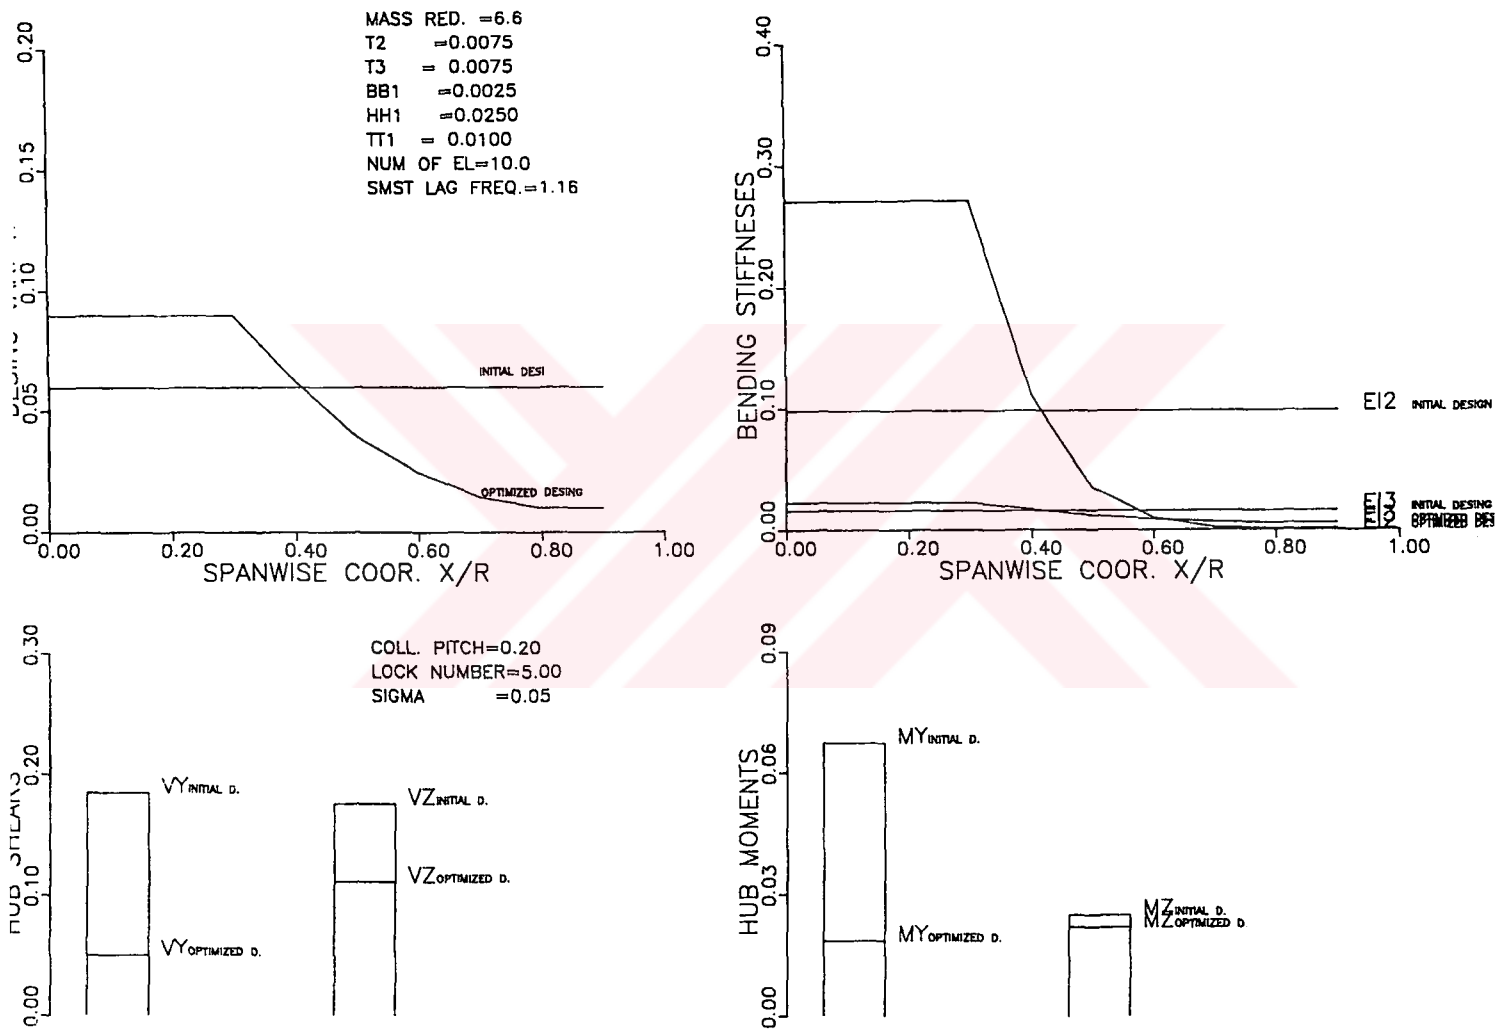 MASS RED. =6.6
T2 =0.0075
T3 = 0.0075
BB1 =0.0025
HH1 =0.0250
TT1 = 0.0100
NUM OF EL=10.0
SMST LAG FREQ.=1.16
0.20
0.15
0.10
0.05
0.00
INITIAL DESI
OPTIMIZED DESING
0.00 0.20 0.40 0.60 0.80 1.00
SPANWISE COOR. X/R
BENDING STIFFNESES
0.40
0.30
0.20
0.10
0.00
EI2 INITIAL DESIGN
EI3 INITIAL DESING
0.00 0.20 0.40 0.60 0.80 1.00
SPANWISE COOR. X/R
COLL. PITCH=0.20
LOCK NUMBER=5.00
SIGMA =0.05
HUB SHEARS
0.30
0.20
0.10
0.00
VY INITIAL D.
VY OPTIMIZED D.
VZ INITIAL D.
VZ OPTIMIZED D.
HUB MOMENTS
0.09
0.06
0.03
0.00
MY INITIAL D.
MY OPTIMIZED D.
MZ INITIAL D.
MZ OPTIMIZED D